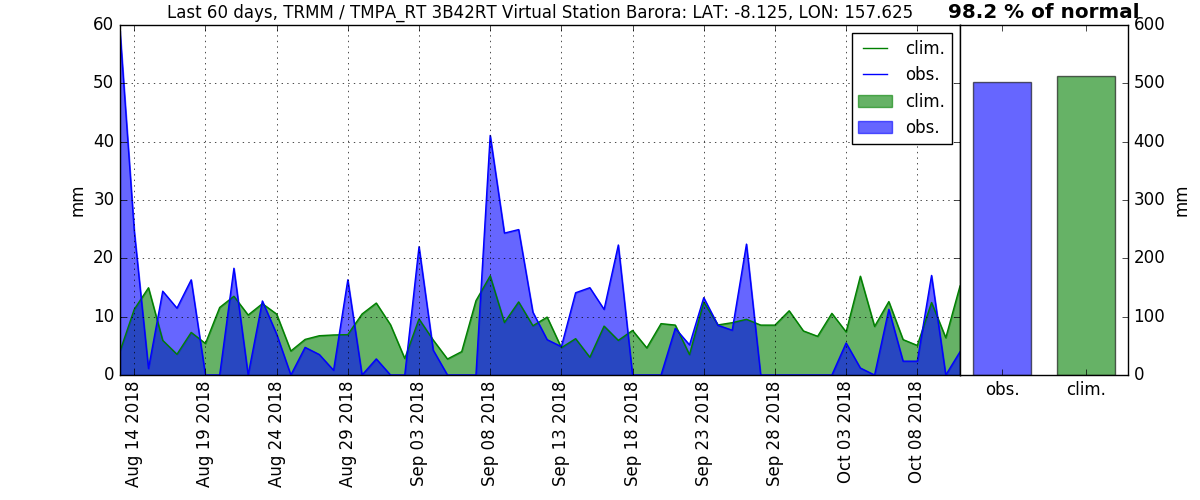 Last 60 days, TRMM / TMPA_RT 3B42RT Virtual Station Barora: LAT: -8.125, LON: 157.625
98.2 % of normal
60
50
40
30
20
10
0
mm
clim.
obs.
clim.
obs.
600
500
400
300
200
100
0
mm
obs.
clim.
Aug 14 2018
Aug 19 2018
Aug 24 2018
Aug 29 2018
Sep 03 2018
Sep 08 2018
Sep 13 2018
Sep 18 2018
Sep 23 2018
Sep 28 2018
Oct 03 2018
Oct 08 2018